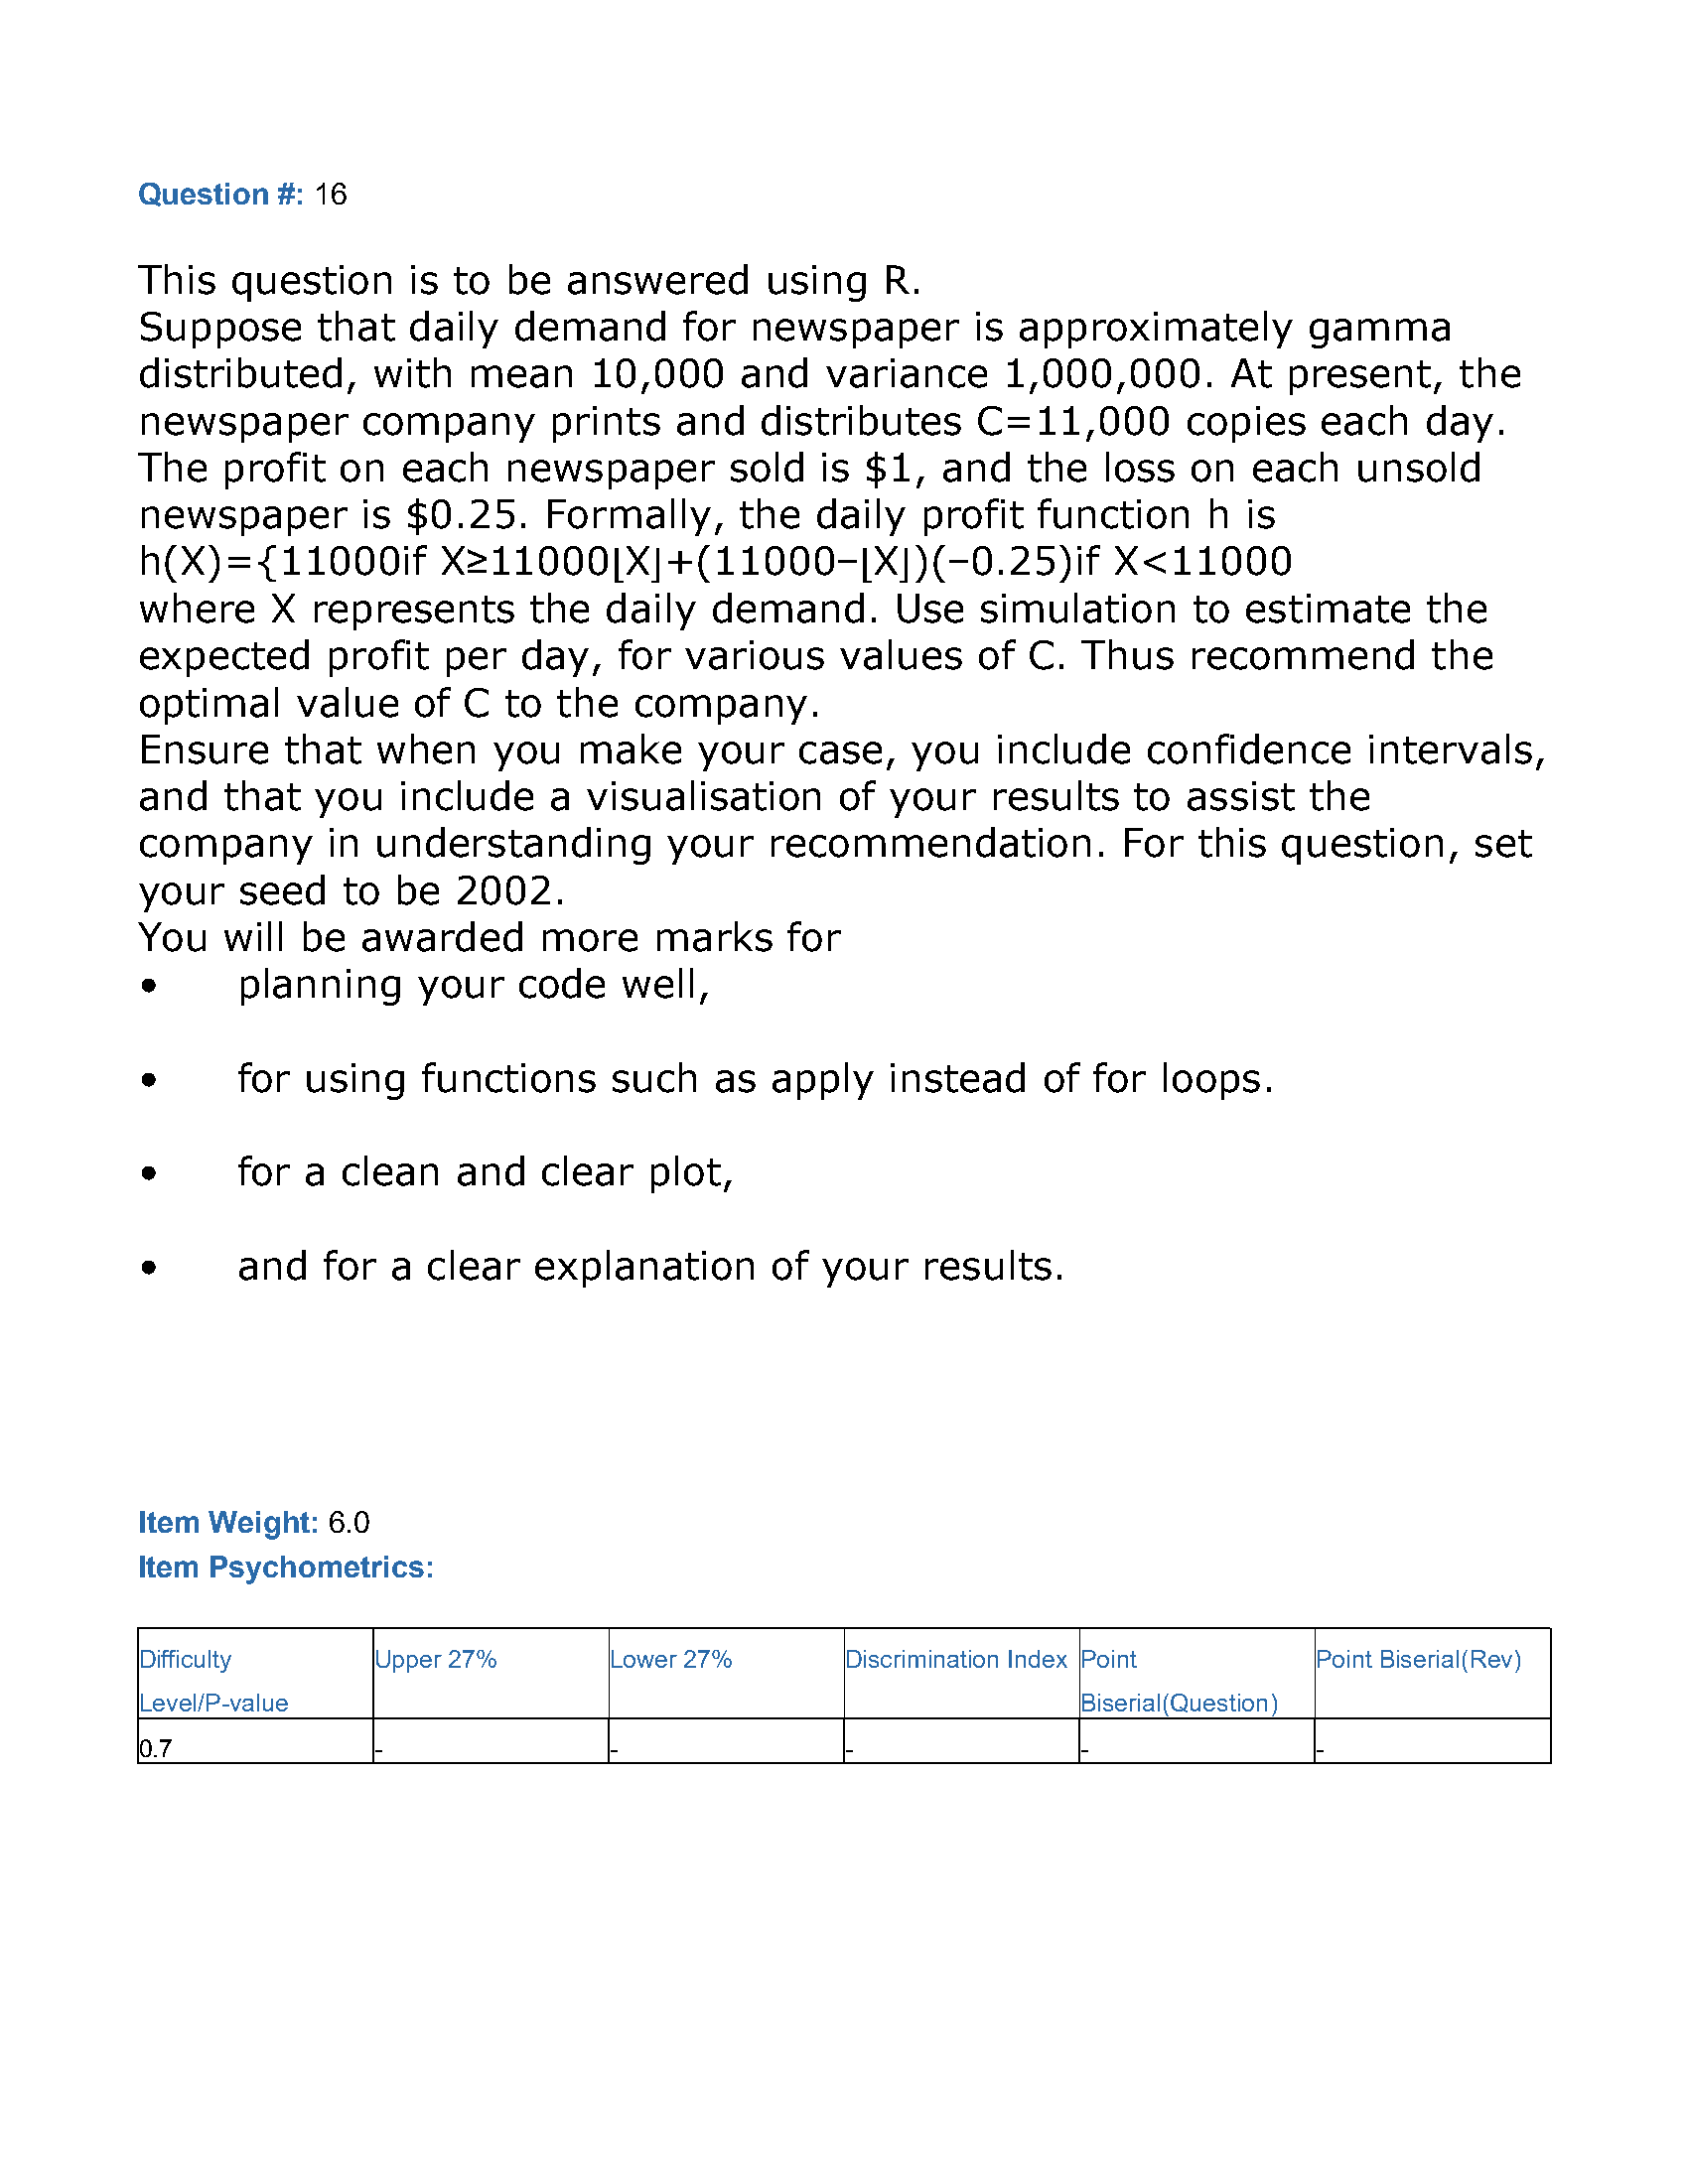 Question #: 16
This question is to be answered using R.
Suppose that daily demand for newspaper is approximately gamma
distributed, with mean 10,000 and variance 1,000,000. At present, the
newspaper company prints and distributes C=11,000 copies each day.
The profit on each newspaper sold is $1, and the loss on each unsold
newspaper is $0.25. Formally, the daily profit function h is
h(X)={11000if X≥11000⌊X⌋+(11000−⌊X⌋)(−0.25)if X<11000
where X represents the daily demand. Use simulation to estimate the
expected profit per day, for various values of C. Thus recommend the
optimal value of C to the company.
Ensure that when you make your case, you include confidence intervals,
and that you include a visualisation of your results to assist the
company in understanding your recommendation. For this question, set
your seed to be 2002.
You will be awarded more marks for
• planning your code well,
• for using functions such as apply instead of for loops.
• for a clean and clear plot,
• and for a clear explanation of your results.
Item Weight: 6.0
Item Psychometrics:
Difficulty Level/P-value Upper 27% Lower 27% Discrimination Index Point Biserial(Question) Point Biserial(Rev)
0.7 - - - - -